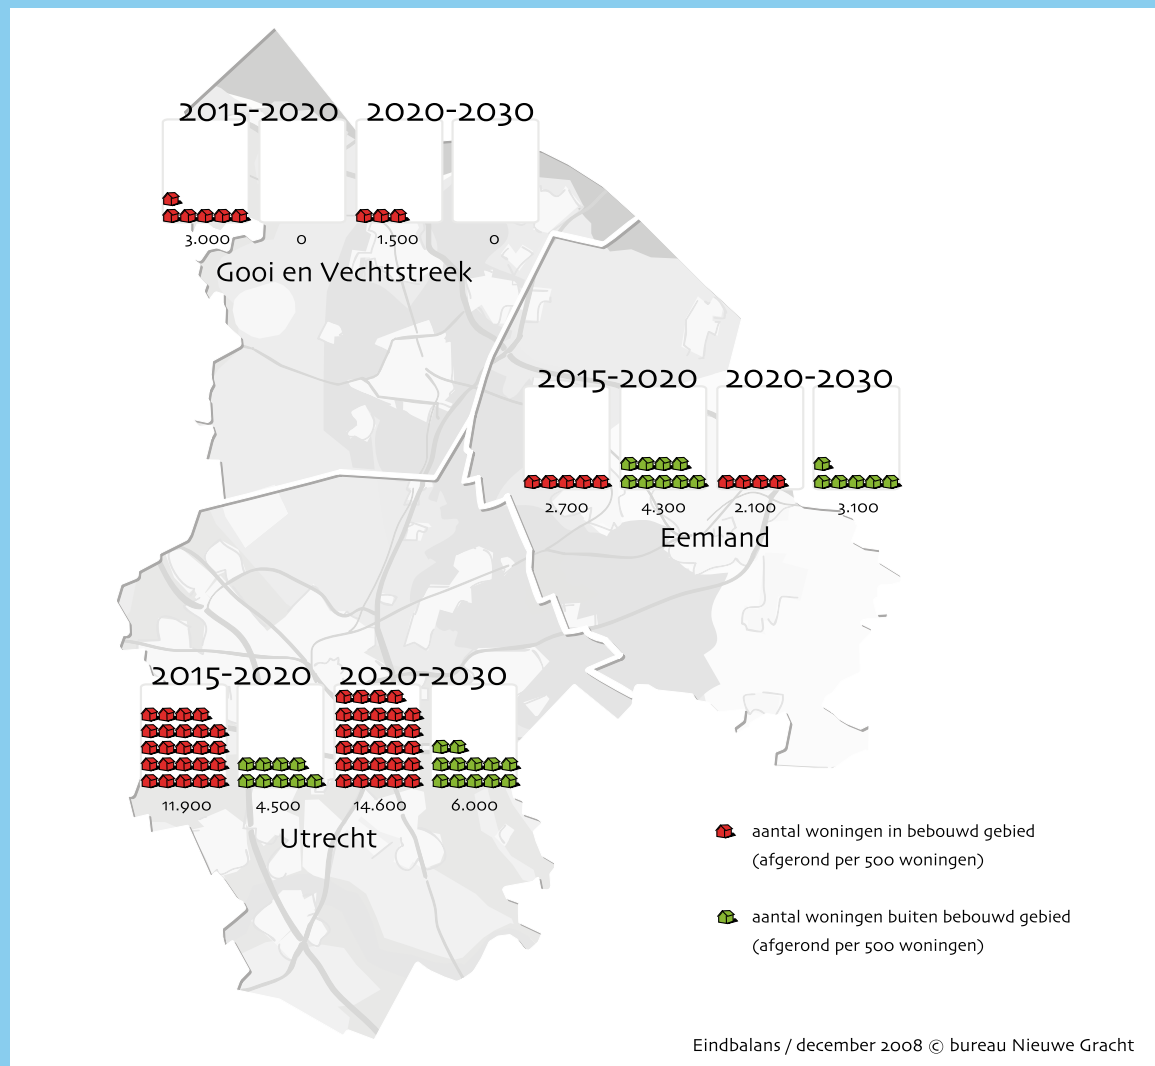 2015-2020 2020-2030
3.000 0 1.500 0
Gooi en Vechtstreek
2015-2020 2020-2030
2.700 4.300 2.100 3.100
Eemland
2015-2020 2020-2030
11.900 4.500 14.600 6.000
Utrecht
aantal woningen in bebouwd gebied
(afgerond per 500 woningen)
aantal woningen buiten bebouwd gebied
(afgerond per 500 woningen)
Eindbalans / december 2008 © bureau Nieuwe Gracht